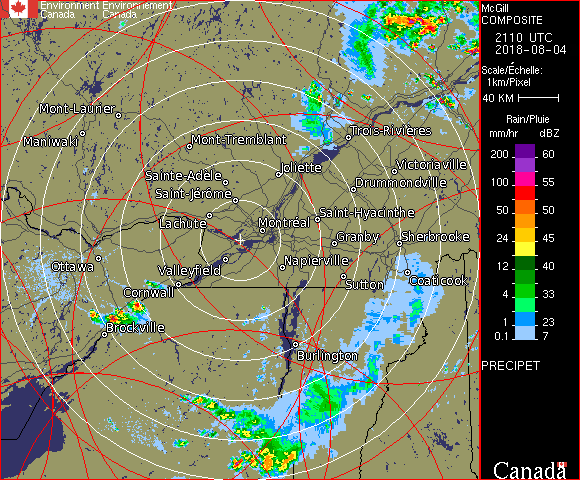 Environment Environnement
Canada Canada
McGill
COMPOSITE
2110 UTC
2018-08-04
Scale/Échelle:
1km/Pixel
40 KM
Rain/Pluie
mm/hr dBZ
200 60
100 55
50 50
24 45
12 40
4 33
2 23
0.1 7
PRECIPET
Canada
Mont-Laurier
Maniwaki
Mont-Tremblant
Trois-Rivières
Sainte-Adèle
Joliette
Victoriaville
Saint-Jérôme
Drummondville
Lachute
Montréal
Saint-Hyacinthe
Granby
Sherbrooke
Ottawa
Valleyfield
Napierville
Cornwall
Sutton
Coaticook
Brockville
Burlington